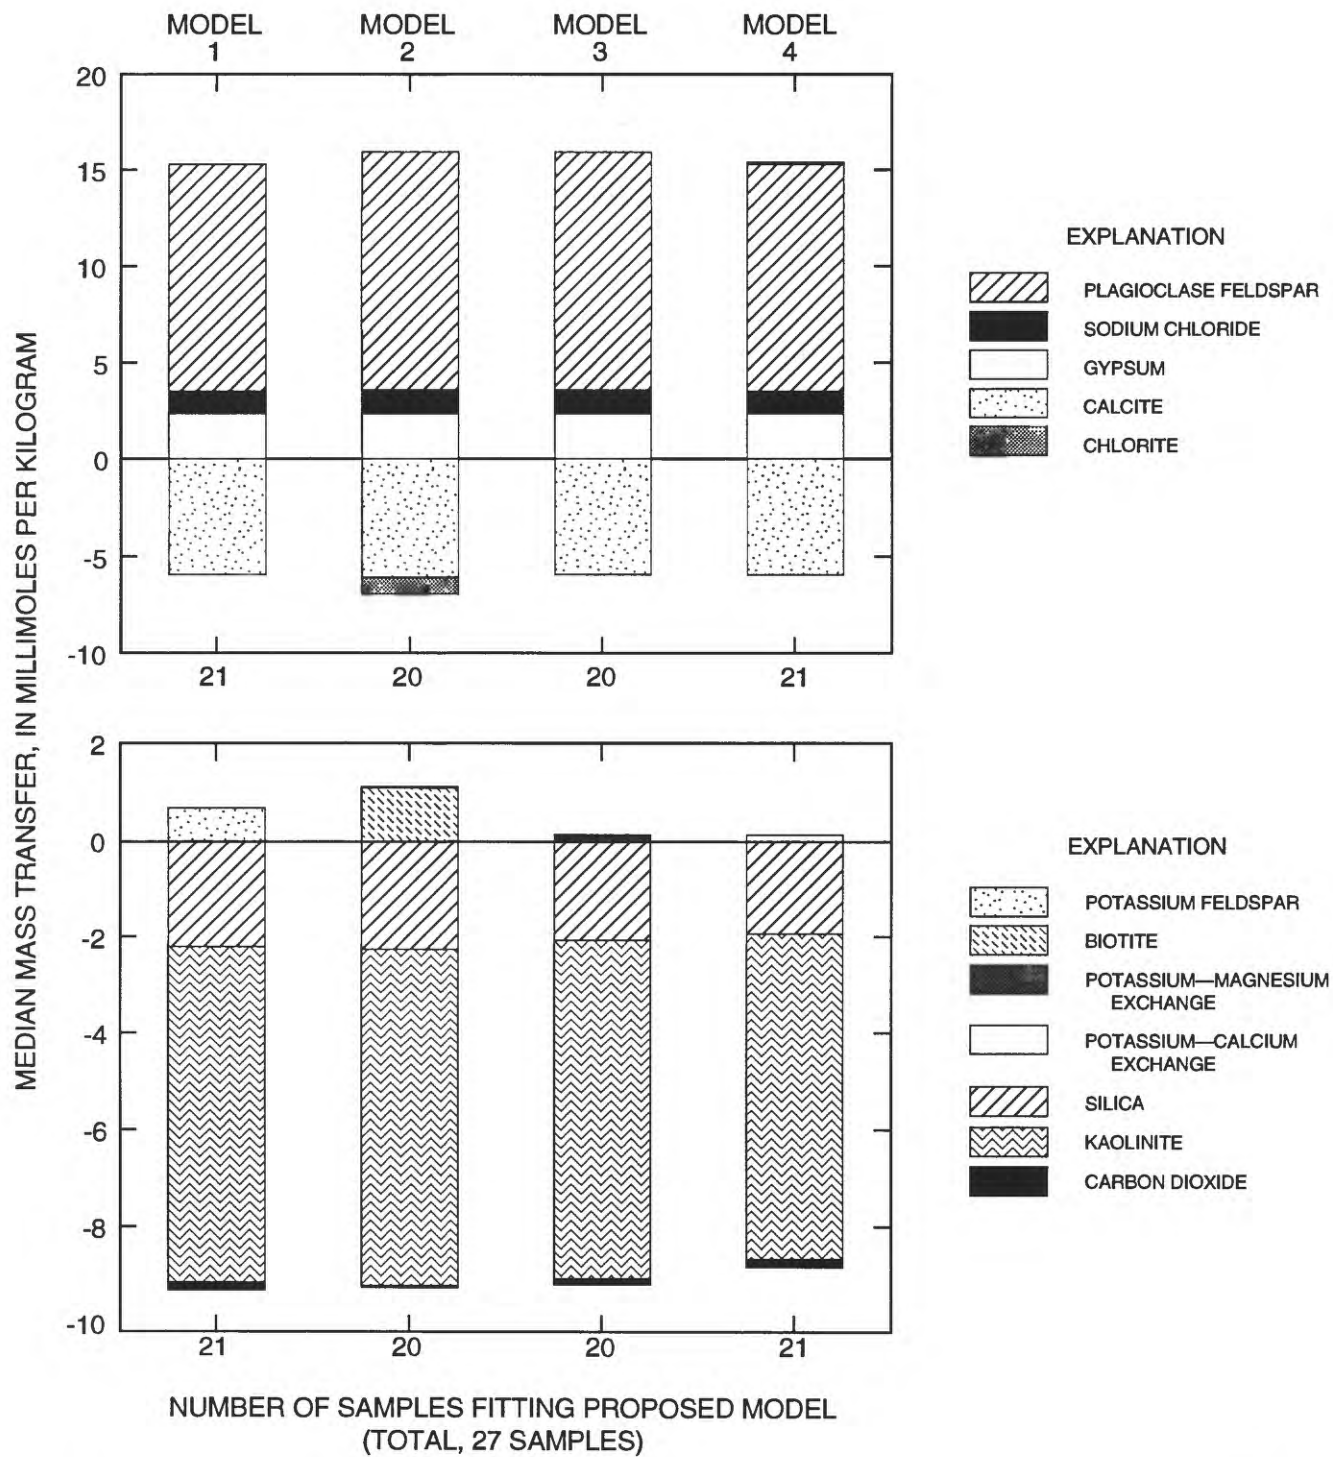 MODEL 1
MODEL 2
MODEL 3
MODEL 4
20
15
10
5
0
-5
-10
21
20
20
21
EXPLANATION
PLAGIOCLASE FELDSPAR
SODIUM CHLORIDE
GYPSUM
CALCITE
CHLORITE
MEDIAN MASS TRANSFER, IN MILLIMOLES PER KILOGRAM
2
0
-2
-4
-6
-8
-10
21
20
20
21
EXPLANATION
POTASSIUM FELDSPAR
BIOTITE
POTASSIUM—MAGNESIUM
EXCHANGE
POTASSIUM—CALCIUM
EXCHANGE
SILICA
KAOLINITE
CARBON DIOXIDE
NUMBER OF SAMPLES FITTING PROPOSED MODEL
(TOTAL, 27 SAMPLES)